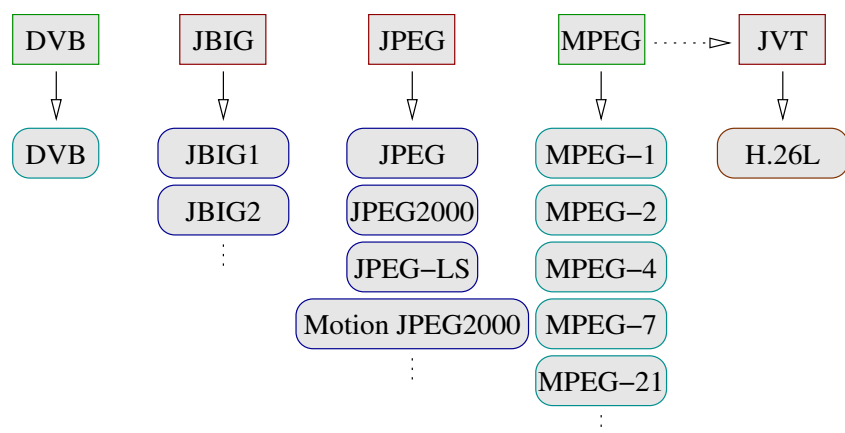 DVB
JBIG
JPEG
MPEG
JVT
DVB
JBIG1
JPEG
MPEG−1
H.26L
JBIG2
JPEG2000
MPEG−2
JPEG−LS
MPEG−4
Motion JPEG2000
MPEG−7
MPEG−21